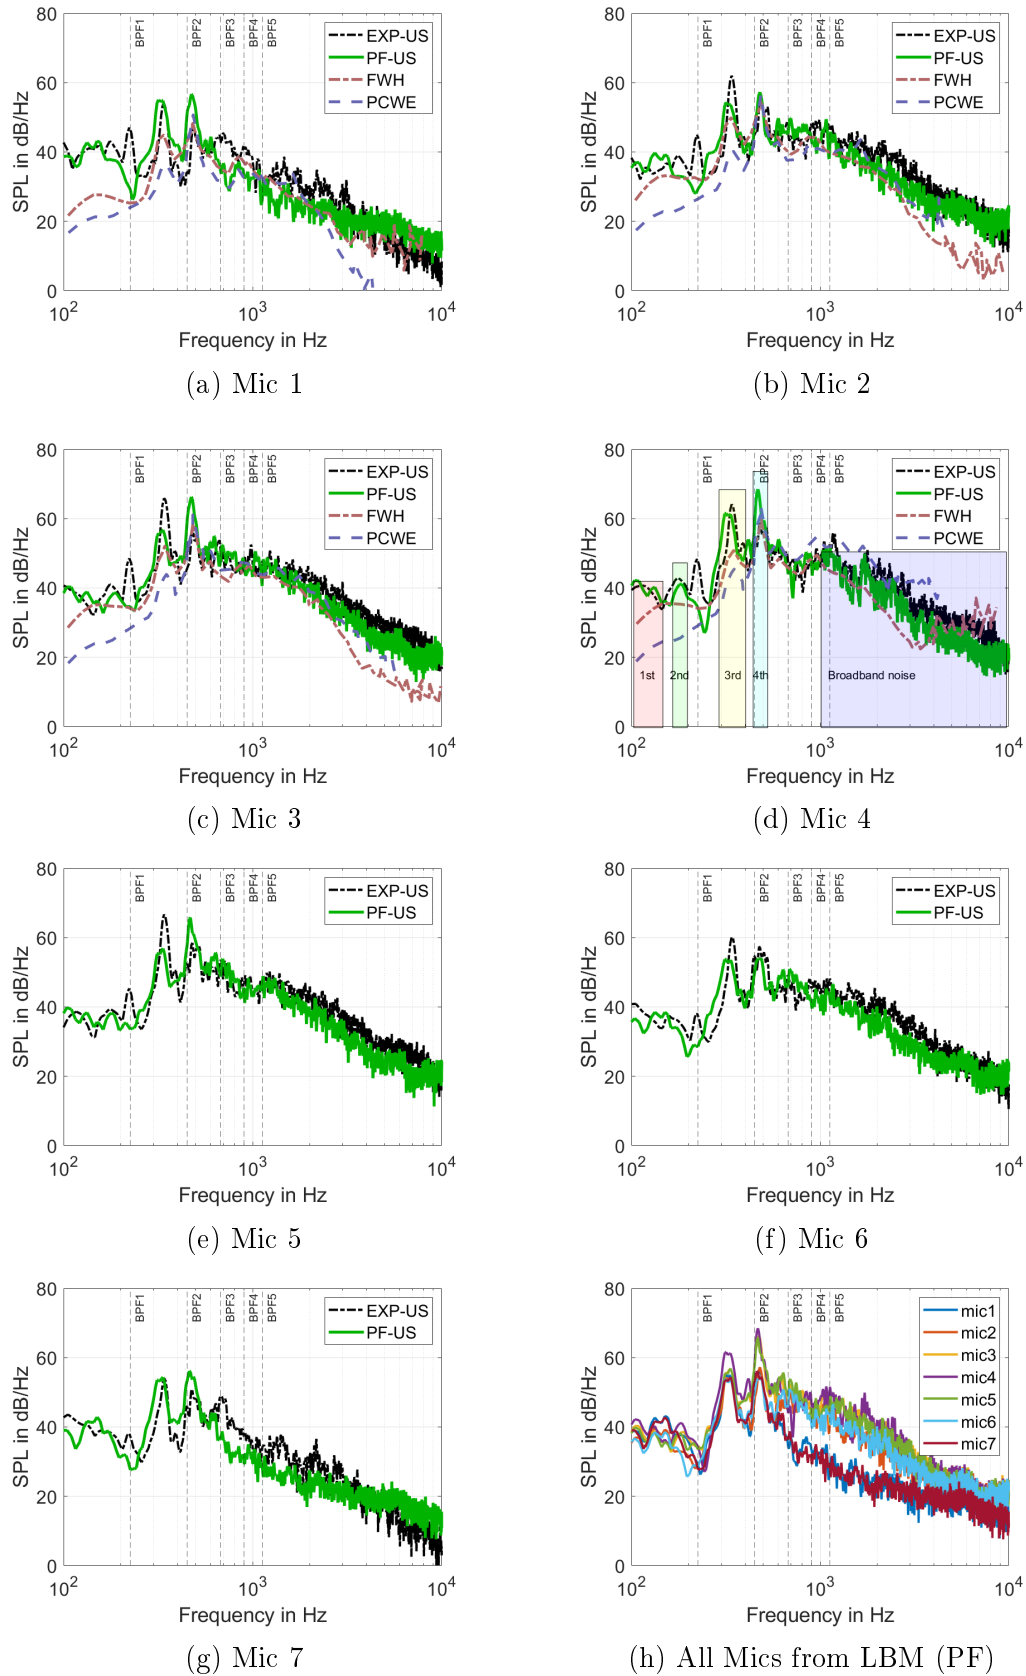 BPF1 BPF2 BPF3 BPF4 BPF5
EXP-US
PF-US
FWH
PCWE
80
60
40
20
0
SPL in dB/Hz
10^2 10^3 10^4
Frequency in Hz
(a) Mic 1
BPF1 BPF2 BPF3 BPF4 BPF5
EXP-US
PF-US
FWH
PCWE
80
60
40
20
0
SPL in dB/Hz
10^2 10^3 10^4
Frequency in Hz
(b) Mic 2
BPF1 BPF2 BPF3 BPF4 BPF5
EXP-US
PF-US
FWH
PCWE
80
60
40
20
0
SPL in dB/Hz
10^2 10^3 10^4
Frequency in Hz
(c) Mic 3
BPF1 BPF2 BPF3 BPF4 BPF5
EXP-US
PF-US
FWH
PCWE
80
60
40
20
0
SPL in dB/Hz
1st 2nd 3rd 4th Broadband noise
10^2 10^3 10^4
Frequency in Hz
(d) Mic 4
BPF1 BPF2 BPF3 BPF4 BPF5
EXP-US
PF-US
80
60
40
20
0
SPL in dB/Hz
10^2 10^3 10^4
Frequency in Hz
(e) Mic 5
BPF1 BPF2 BPF3 BPF4 BPF5
EXP-US
PF-US
80
60
40
20
0
SPL in dB/Hz
10^2 10^3 10^4
Frequency in Hz
(f) Mic 6
BPF1 BPF2 BPF3 BPF4 BPF5
EXP-US
PF-US
80
60
40
20
0
SPL in dB/Hz
10^2 10^3 10^4
Frequency in Hz
(g) Mic 7
BPF1 BPF2 BPF3 BPF4 BPF5
mic1
mic2
mic3
mic4
mic5
mic6
mic7
80
60
40
20
0
SPL in dB/Hz
10^2 10^3 10^4
Frequency in Hz
(h) All Mics from LBM (PF)